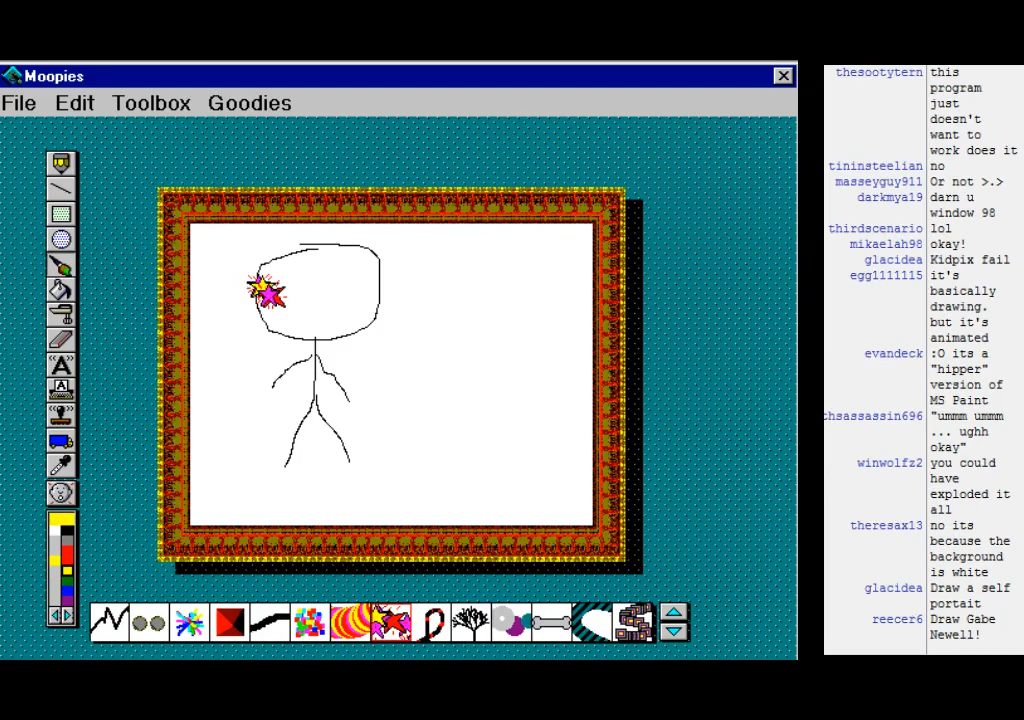 Moopies
File Edit Toolbox Goodies
"A"
A
thesootytern this
program
just
doesn't
want to
work does it
tininsteelian no
masseyguy911 Or not >.>
darkmya19 darn u
window 98
thirdscenario lol
mikaelah98 okay!
glacidea Kidpix fail
egg1111115 it's
basically
drawing.
but it's
animated
evandeck :O its a
"hipper"
version of
MS Paint
hsassassin696 "ummm ummm
... ughh
okay"
winwolfz2 you could
have
exploded it
all
theresax13 no its
because the
background
is white
glacidea Draw a self
portait
reecer6 Draw Gabe
Newell!